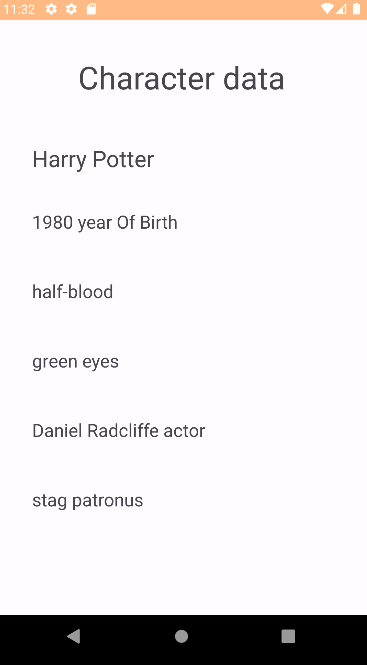 11:32
Character data
Harry Potter
1980 year Of Birth
half-blood
green eyes
Daniel Radcliffe actor
stag patronus